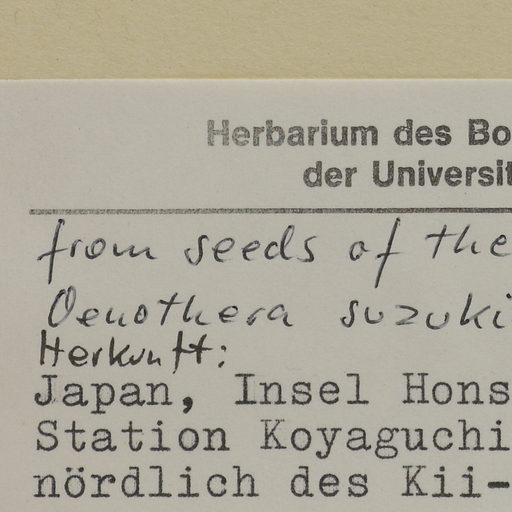 Herbarium des Bo
der Universit
from seeds of the
Oenothera suzuki
Herkunft:
Japan, Insel Hons
Station Koyaguchi
nördlich des Kii-